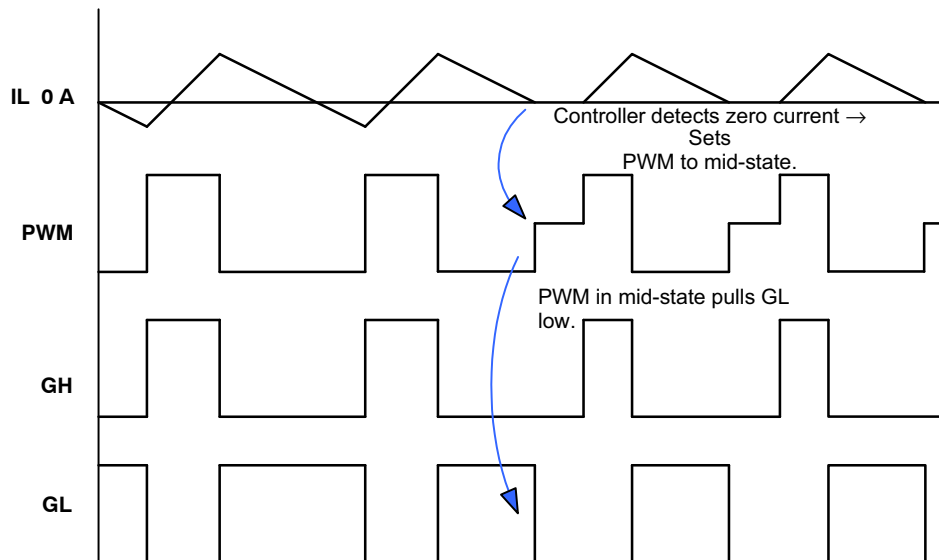 IL 0 A
Controller detects zero current →
Sets
PWM to mid-state.
PWM
PWM in mid-state pulls GL
low.
GH
GL